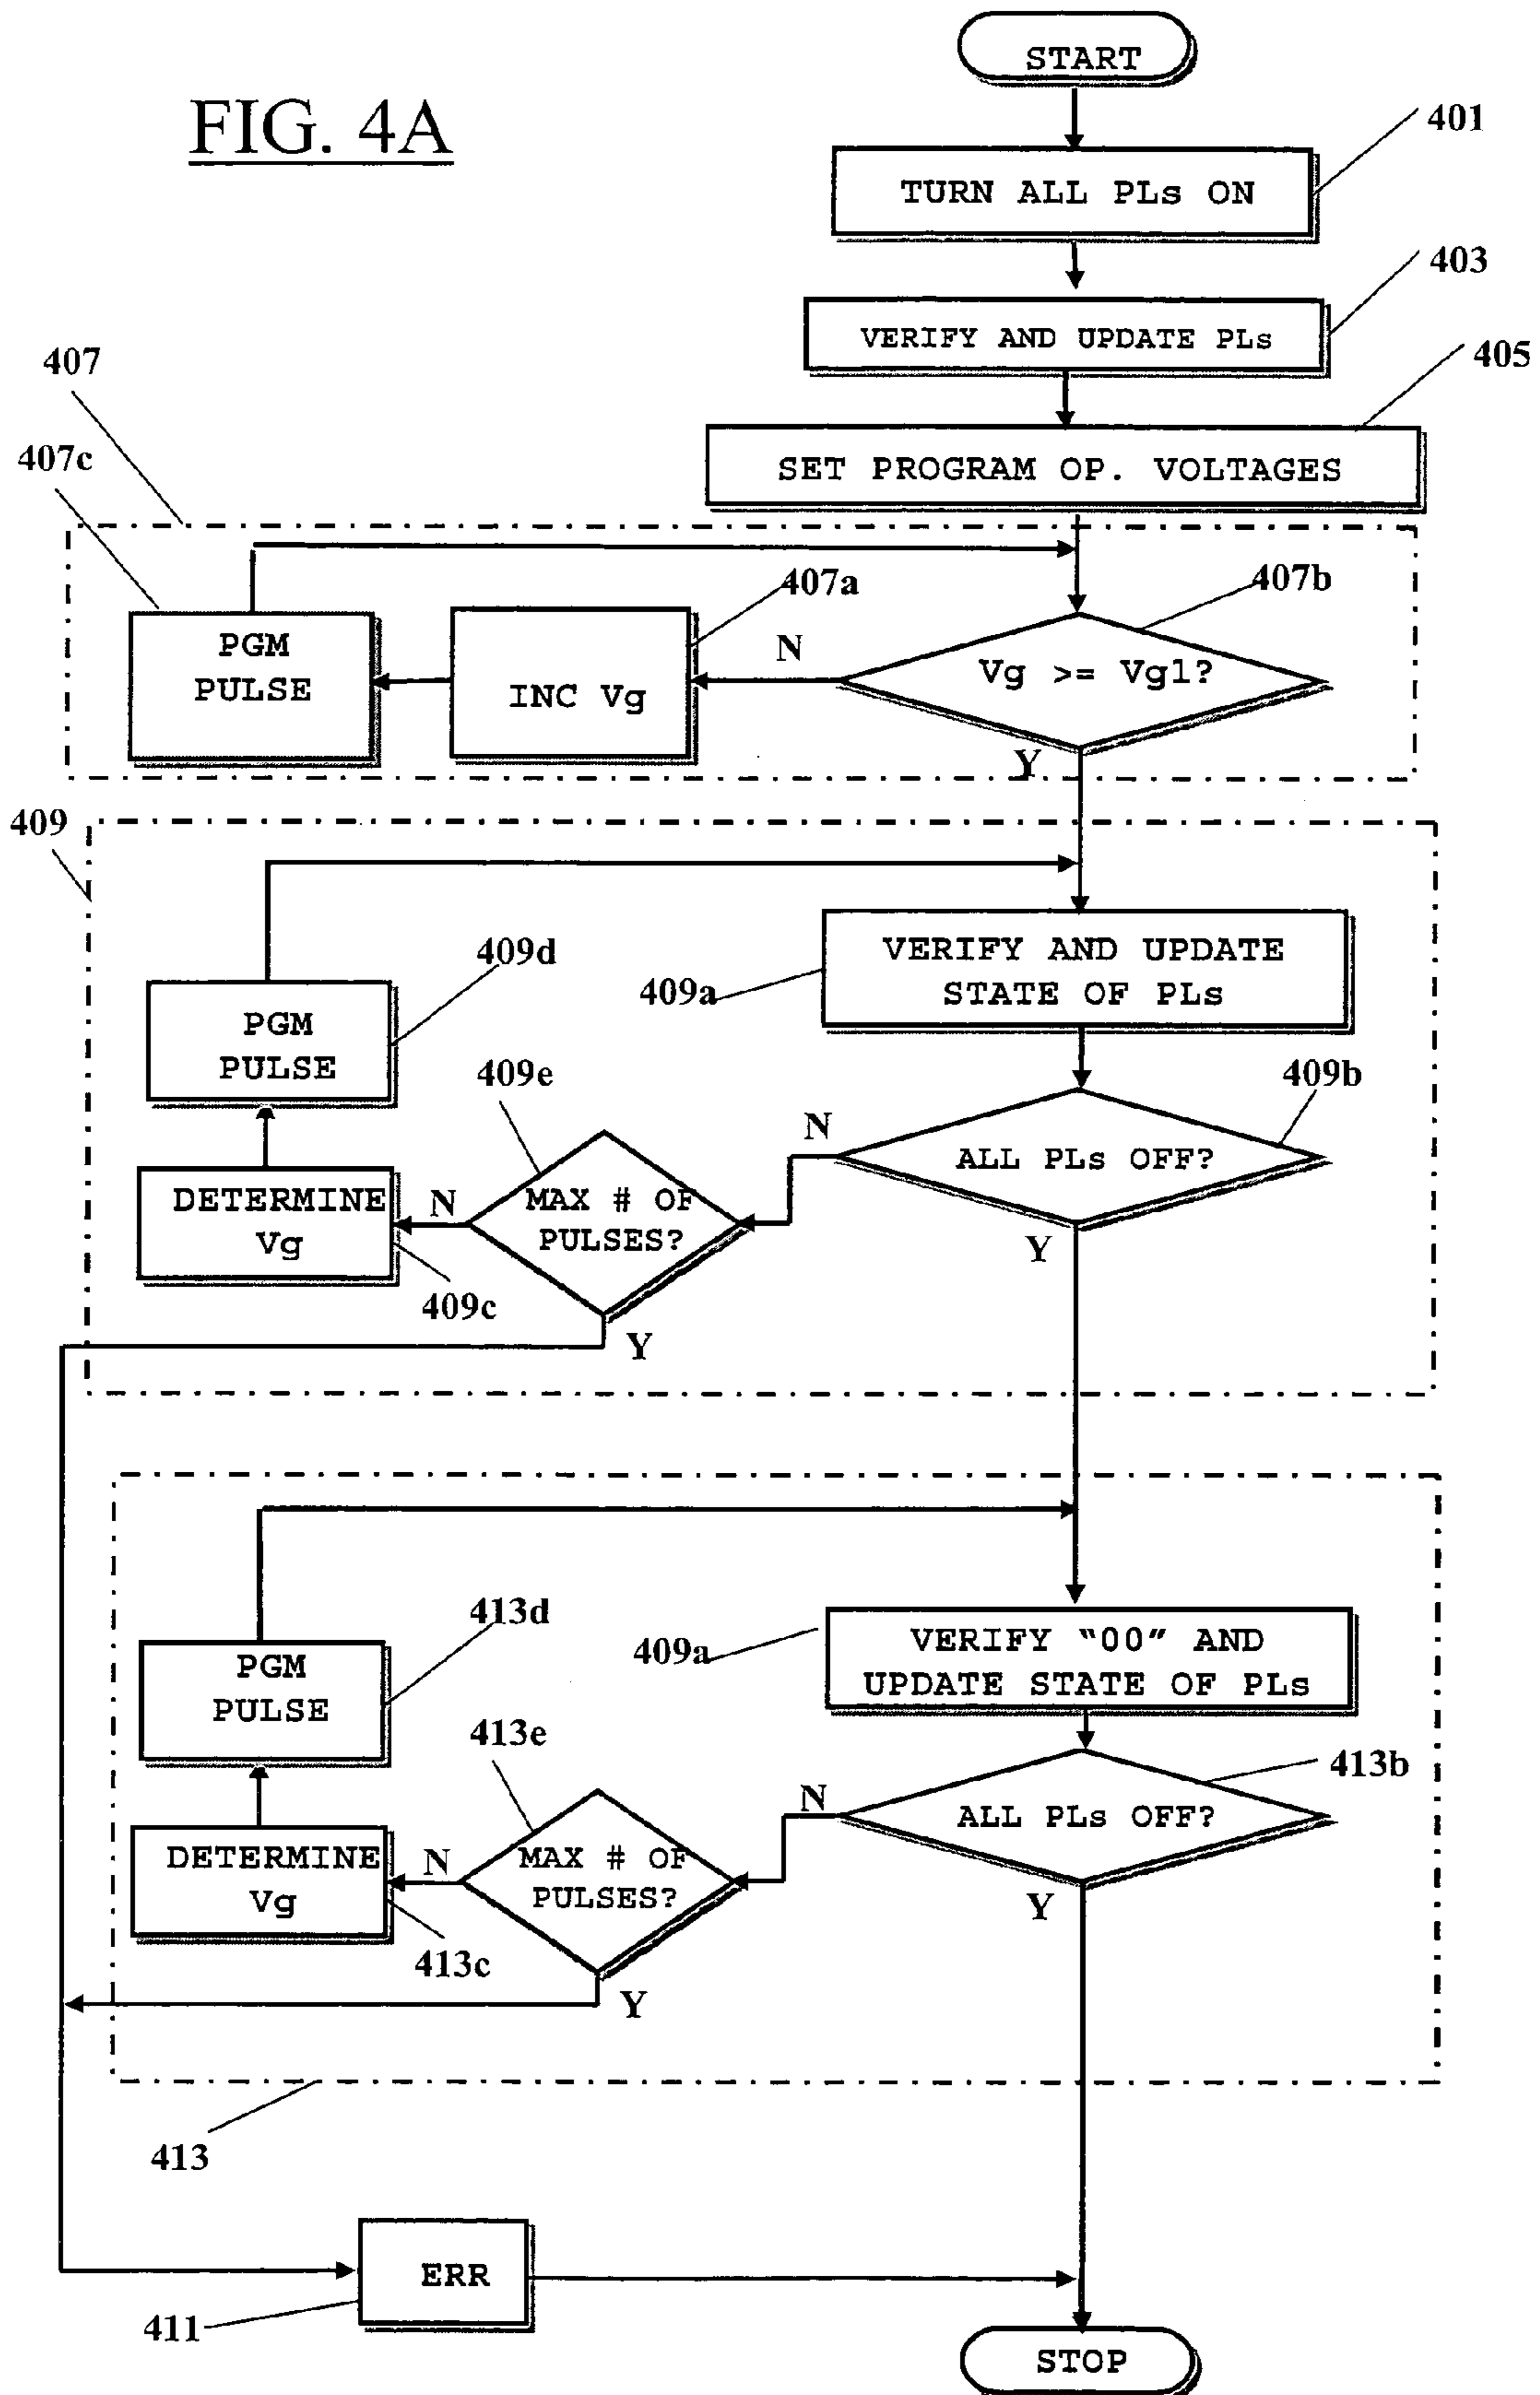 START
FIG. 4A
401
TURN ALL PLs ON
403
VERIFY AND UPDATE PLs
407
405
407c
SET PROGRAM OP. VOLTAGES
407a
407b
PGM
PULSE
INC Vg
N
Vg >= Vg1?
Y
409
VERIFY AND UPDATE
STATE OF PLs
409a
409d
PGM
PULSE
409e
409b
N
ALL PLs OFF?
MAX # OF
PULSES?
N
DETERMINE
Vg
409c
Y
Y
413d
409a
VERIFY “00” AND
UPDATE STATE OF PLs
PGM
PULSE
413e
413b
N
ALL PLs OFF?
MAX # OF
PULSES?
N
DETERMINE
Vg
413c
Y
Y
413
ERR
411
STOP